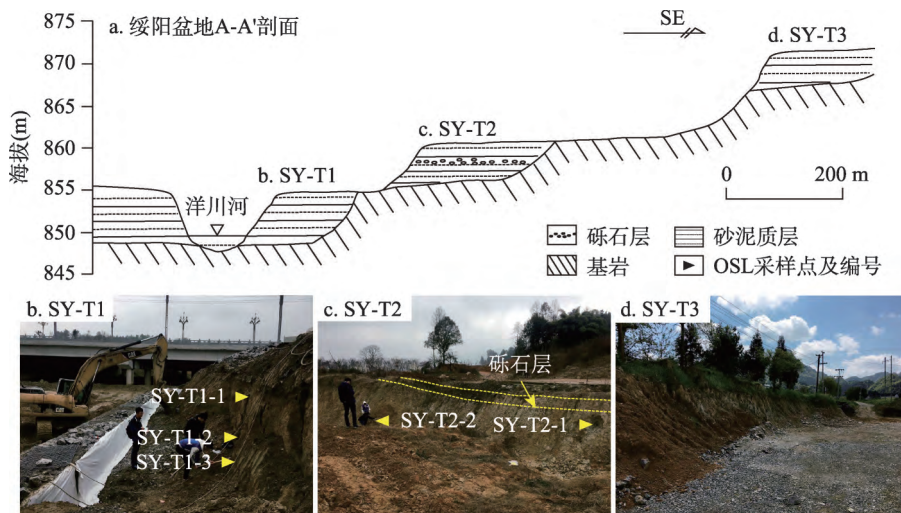 a. 绥阳盆地A-A'剖面
SE
d. SY-T3
c. SY-T2
b. SY-T1
洋川河
海拔(m)
875
870
865
860
855
850
845
0 200 m
砾石层 砂泥质层
基岩 OSL采样点及编号
b. SY-T1
SY-T1-1
SY-T1-2
SY-T1-3
c. SY-T2
砾石层
SY-T2-2
SY-T2-1
d. SY-T3